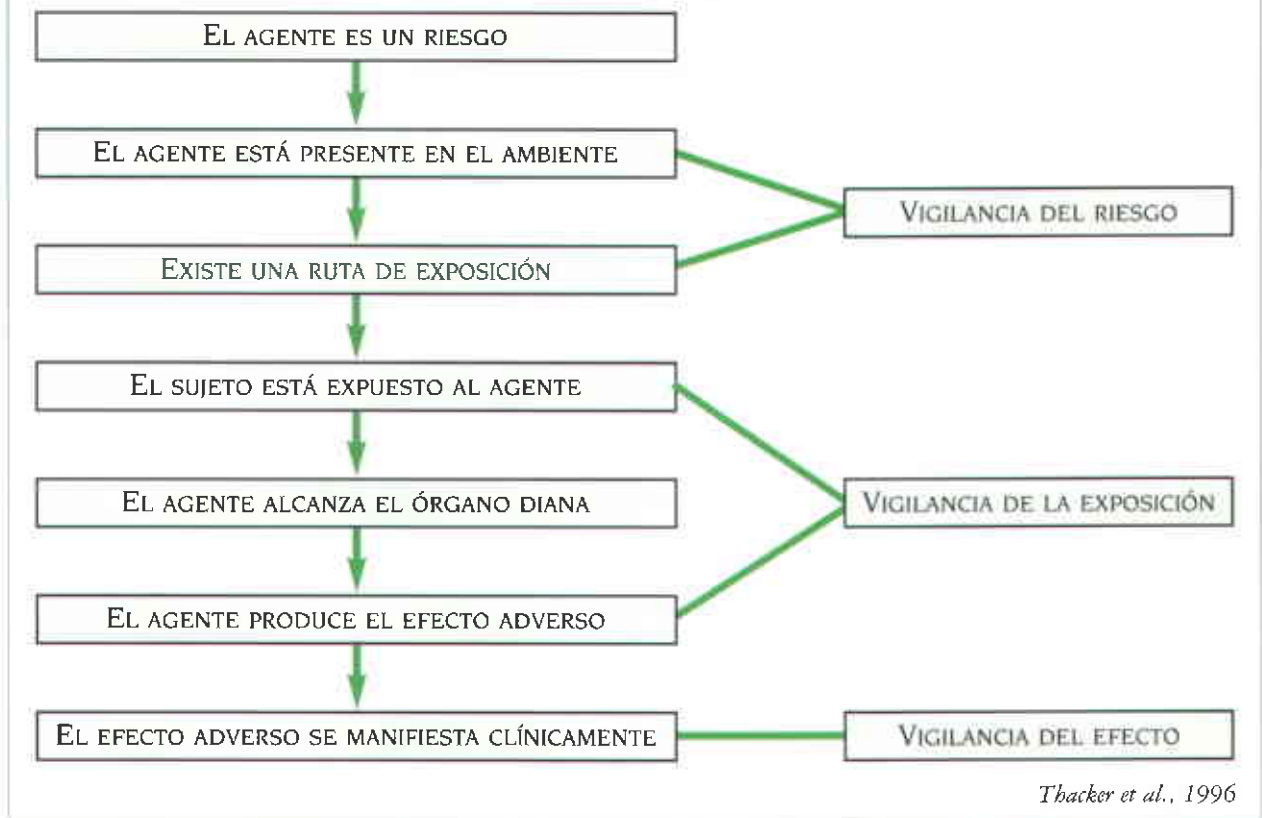 EL AGENTE ES UN RIESGO
EL AGENTE ESTÁ PRESENTE EN EL AMBIENTE
VIGILANCIA DEL RIESGO
EXISTE UNA RUTA DE EXPOSICIÓN
EL SUJETO ESTÁ EXPUESTO AL AGENTE
EL AGENTE ALCANZA EL ÓRGANO DIANA
VIGILANCIA DE LA EXPOSICIÓN
EL AGENTE PRODUCE EL EFECTO ADVERSO
EL EFECTO ADVERSO SE MANIFIESTA CLÍNICAMENTE
VIGILANCIA DEL EFECTO
Thacker et al., 1996